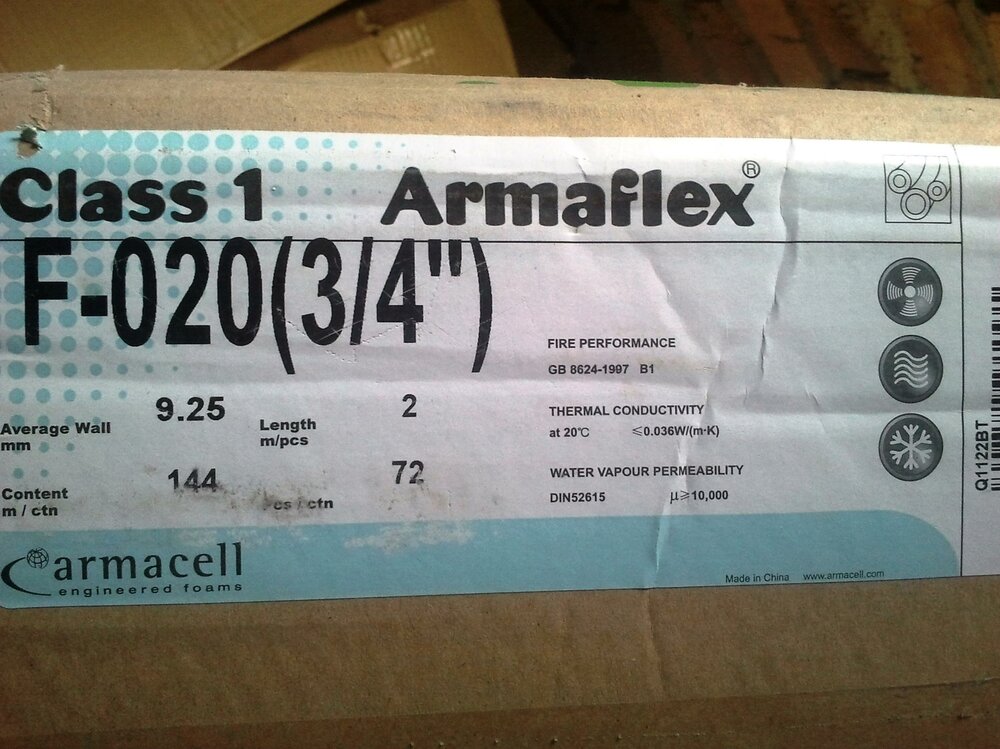 Class 1 Armaflex®
F-020(3/4")
FIRE PERFORMANCE
GB 8624-1997 B1
Average Wall 9.25 Length 2
mm m/pcs
THERMAL CONDUCTIVITY
at 20℃ ≤0.036W/(m·K)
Content 144 72
m / ctn / ctn
WATER VAPOUR PERMEABILITY
DIN52615 μ≥10,000
armacell
engineered foams
Made in China www.armacell.com
Q1122BT